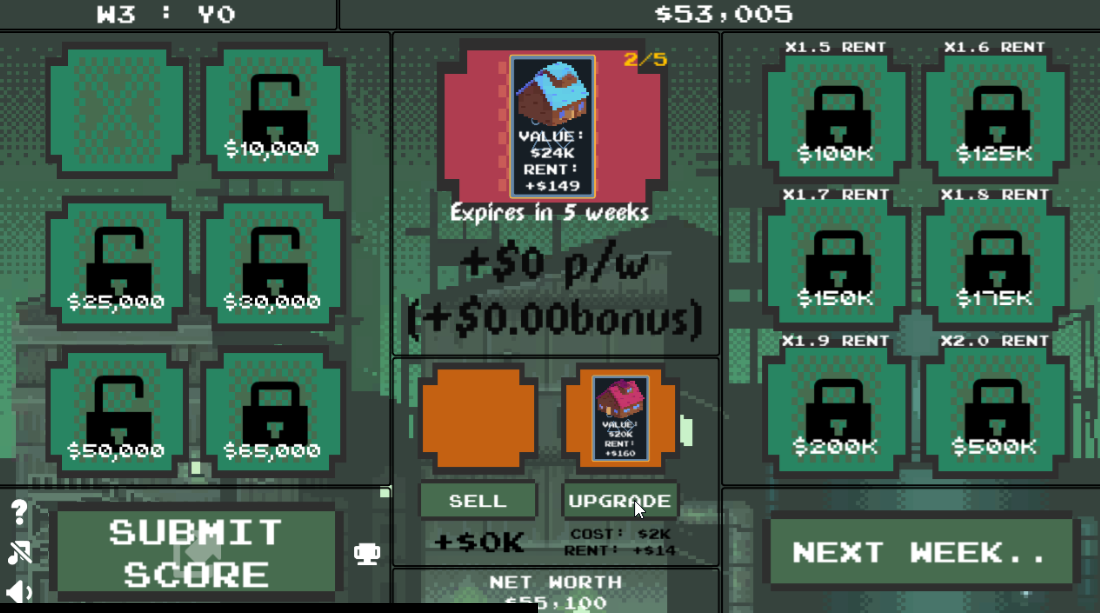 W3 : Y0
$53,005
$10,000
$25,000
$30,000
$50,000
$65,000
2/5
VALUE:
$24K
RENT:
+$149
Expires in 5 weeks
+$0 p/w
(+$0.00bonus)
VALUE:
$20K
RENT:
+$160
SELL
UPGRADE
+$0K
COST: $2K
RENT: +$14
NET WORTH
$55,100
X1.5 RENT
X1.6 RENT
$100K
$125K
X1.7 RENT
X1.8 RENT
$150K
$175K
X1.9 RENT
X2.0 RENT
$200K
$500K
?
SUBMIT
SCORE
NEXT WEEK..